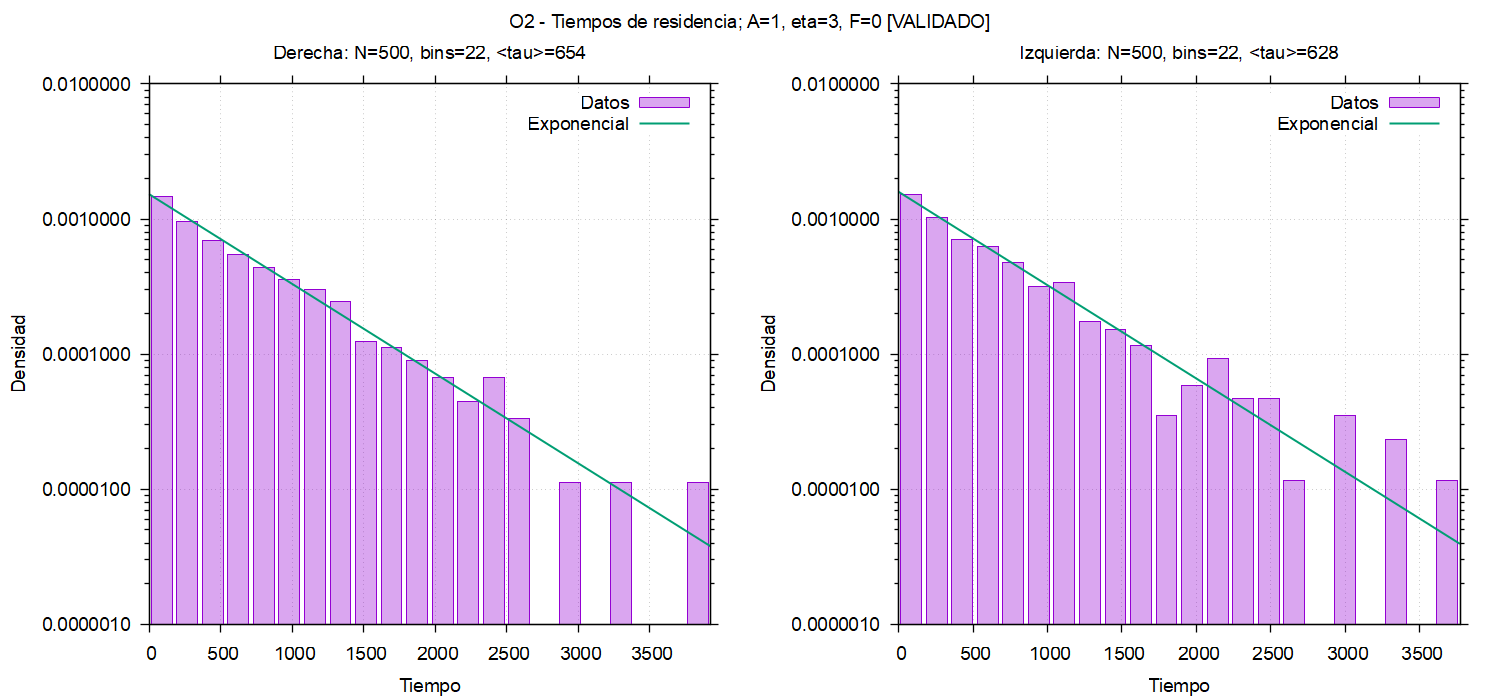 O2 - Tiempos de residencia; A=1, eta=3, F=0 [VALIDADO]
Derecha: N=500, bins=22, <tau>=654
Datos
Exponencial
0.0100000
0.0010000
0.0001000
0.0000100
0.0000010
Densidad
0 500 1000 1500 2000 2500 3000 3500
Tiempo
Izquierda: N=500, bins=22, <tau>=628
Datos
Exponencial
0.0100000
0.0010000
0.0001000
0.0000100
0.0000010
Densidad
0 500 1000 1500 2000 2500 3000 3500
Tiempo